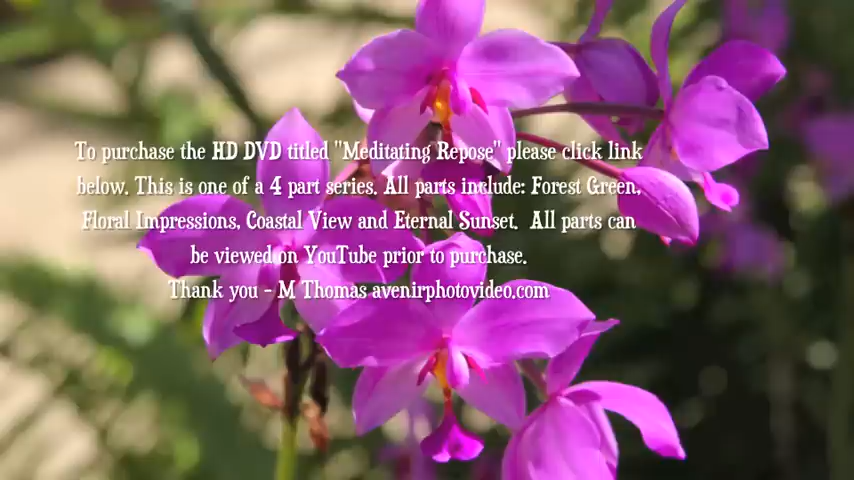 To purchase the HD DVD titled "Meditating Repose" please click link
below. This is one of a 4 part series. All parts include: Forest Green,
Floral Impressions, Coastal View and Eternal Sunset. All parts can
be viewed on YouTube prior to purchase.
Thank you - M Thomas avenirphotovideo.com